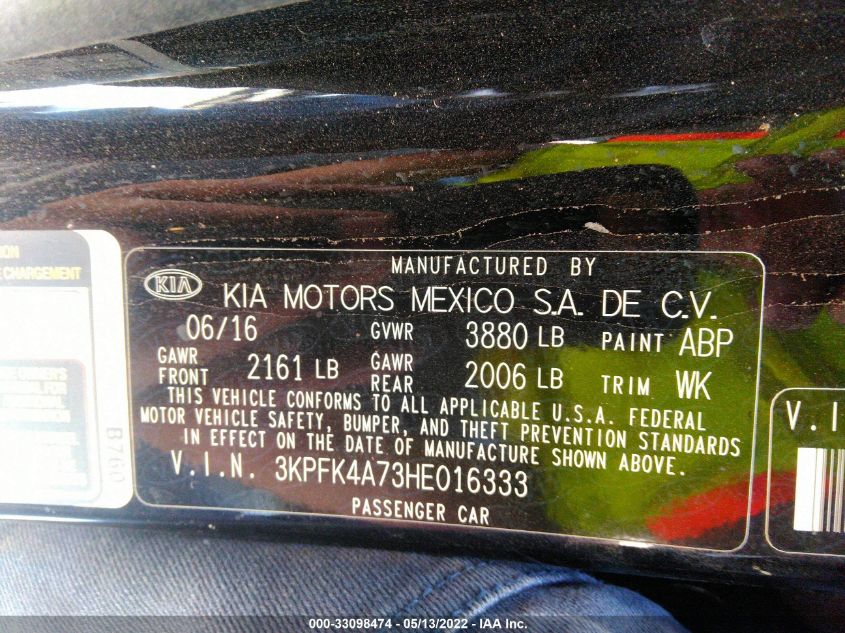 MANUFACTURED BY
KIA KIA MOTORS MEXICO S.A. DE C.V.
06/16 GVWR 3880 LB PAINT ABP
GAWR FRONT 2161 LB GAWR REAR 2006 LB TRIM WK
THIS VEHICLE CONFORMS TO ALL APPLICABLE U.S.A. FEDERAL
MOTOR VEHICLE SAFETY, BUMPER, AND THEFT PREVENTION STANDARDS
IN EFFECT ON THE DATE OF MANUFACTURE SHOWN ABOVE.
V.I.N. 3KPFK4A73HE016333
PASSENGER CAR
CHARGEMENT
B760
V.I
000-33098474 - 05/13/2022 - IAA Inc.